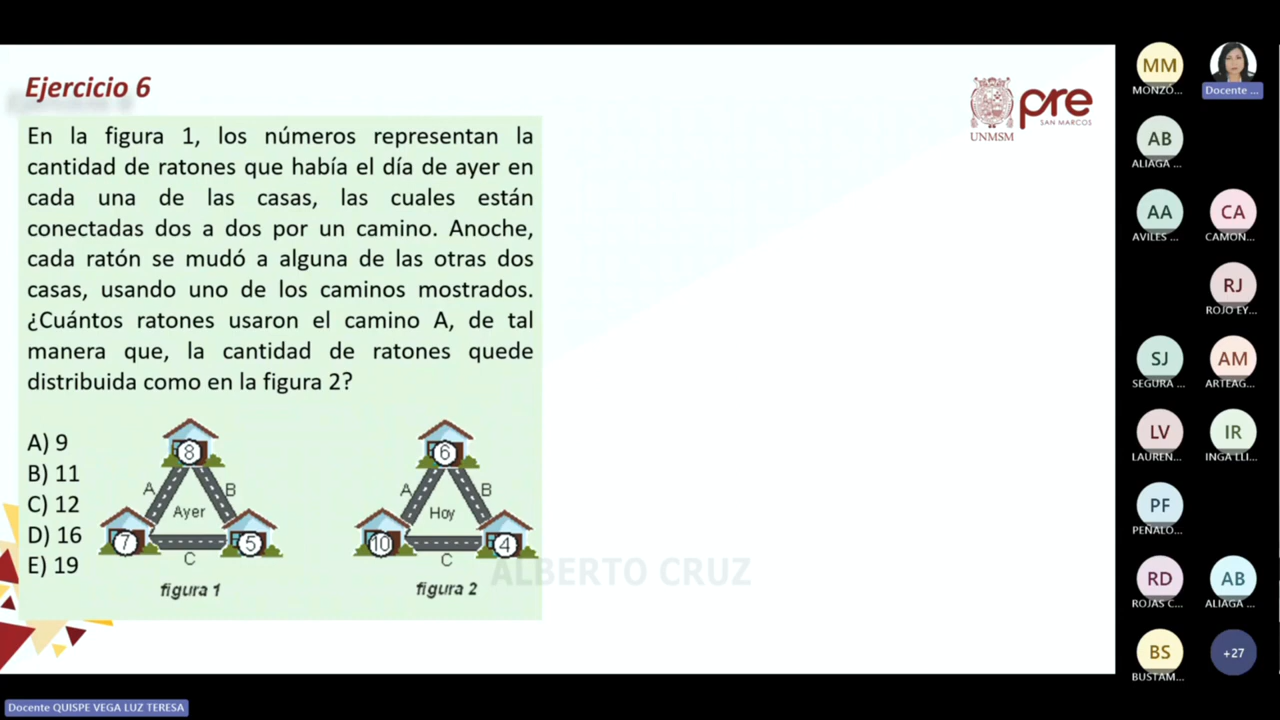 Ejercicio 6
En la figura 1, los números representan la
cantidad de ratones que había el día de ayer en
cada una de las casas, las cuales están
conectadas dos a dos por un camino. Anoche,
cada ratón se mudó a alguna de las otras dos
casas, usando uno de los caminos mostrados.
¿Cuántos ratones usaron el camino A, de tal
manera que, la cantidad de ratones quede
distribuida como en la figura 2?
A) 9
B) 11
C) 12
D) 16
E) 19
8
A
B
Ayer
7
5
C
figura 1
6
A
B
Hoy
10
4
C
figura 2
ALBERTO CRUZ
UNMSM
pre
SAN MARCOS
MM
MONZO...
Docente ...
AB
ALIAGA ...
AA
AVILES ...
CA
CAMON...
RJ
ROJO EY...
SJ
SEGURA ...
AM
ARTEAG...
LV
LAUREN...
IR
INGA LLI...
PF
PEÑALO...
RD
ROJAS C...
AB
ALIAGA ...
BS
BUSTAM...
+27
Docente QUISPE VEGA LUZ TERESA